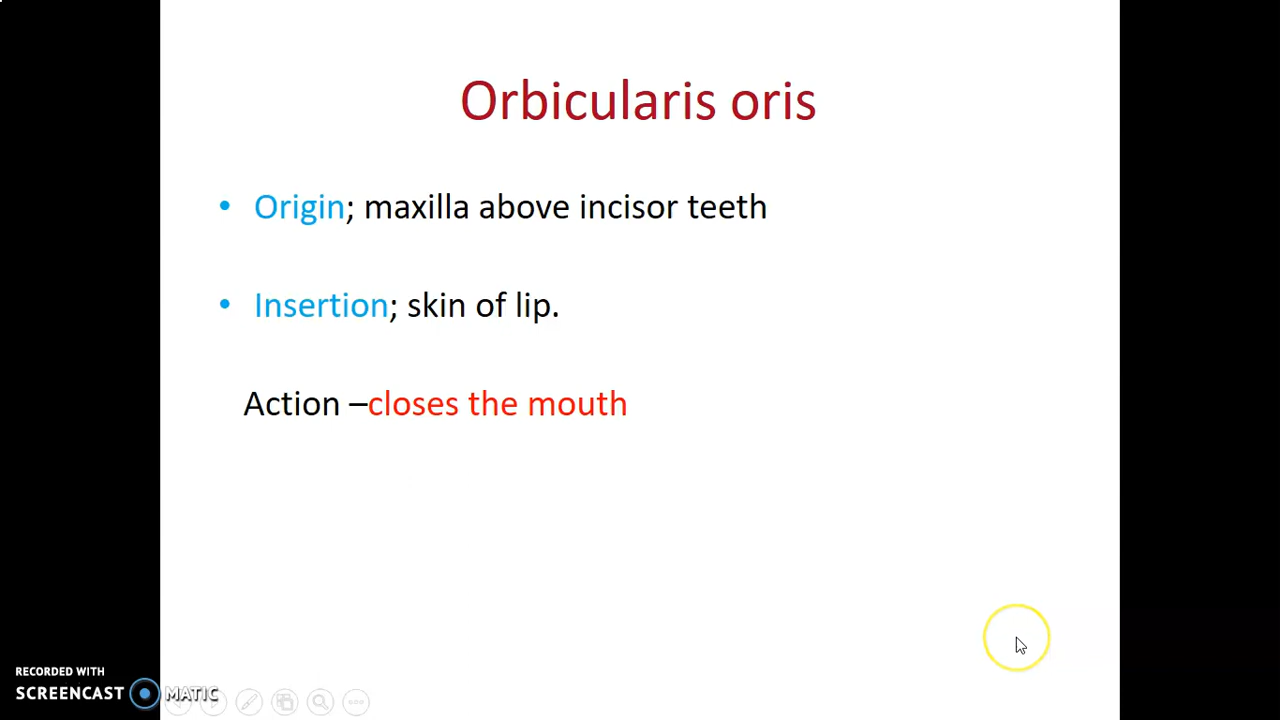 Orbicularis oris
• Origin; maxilla above incisor teeth
• Insertion; skin of lip.
Action –closes the mouth
RECORDED WITH
SCREENCAST MATIC